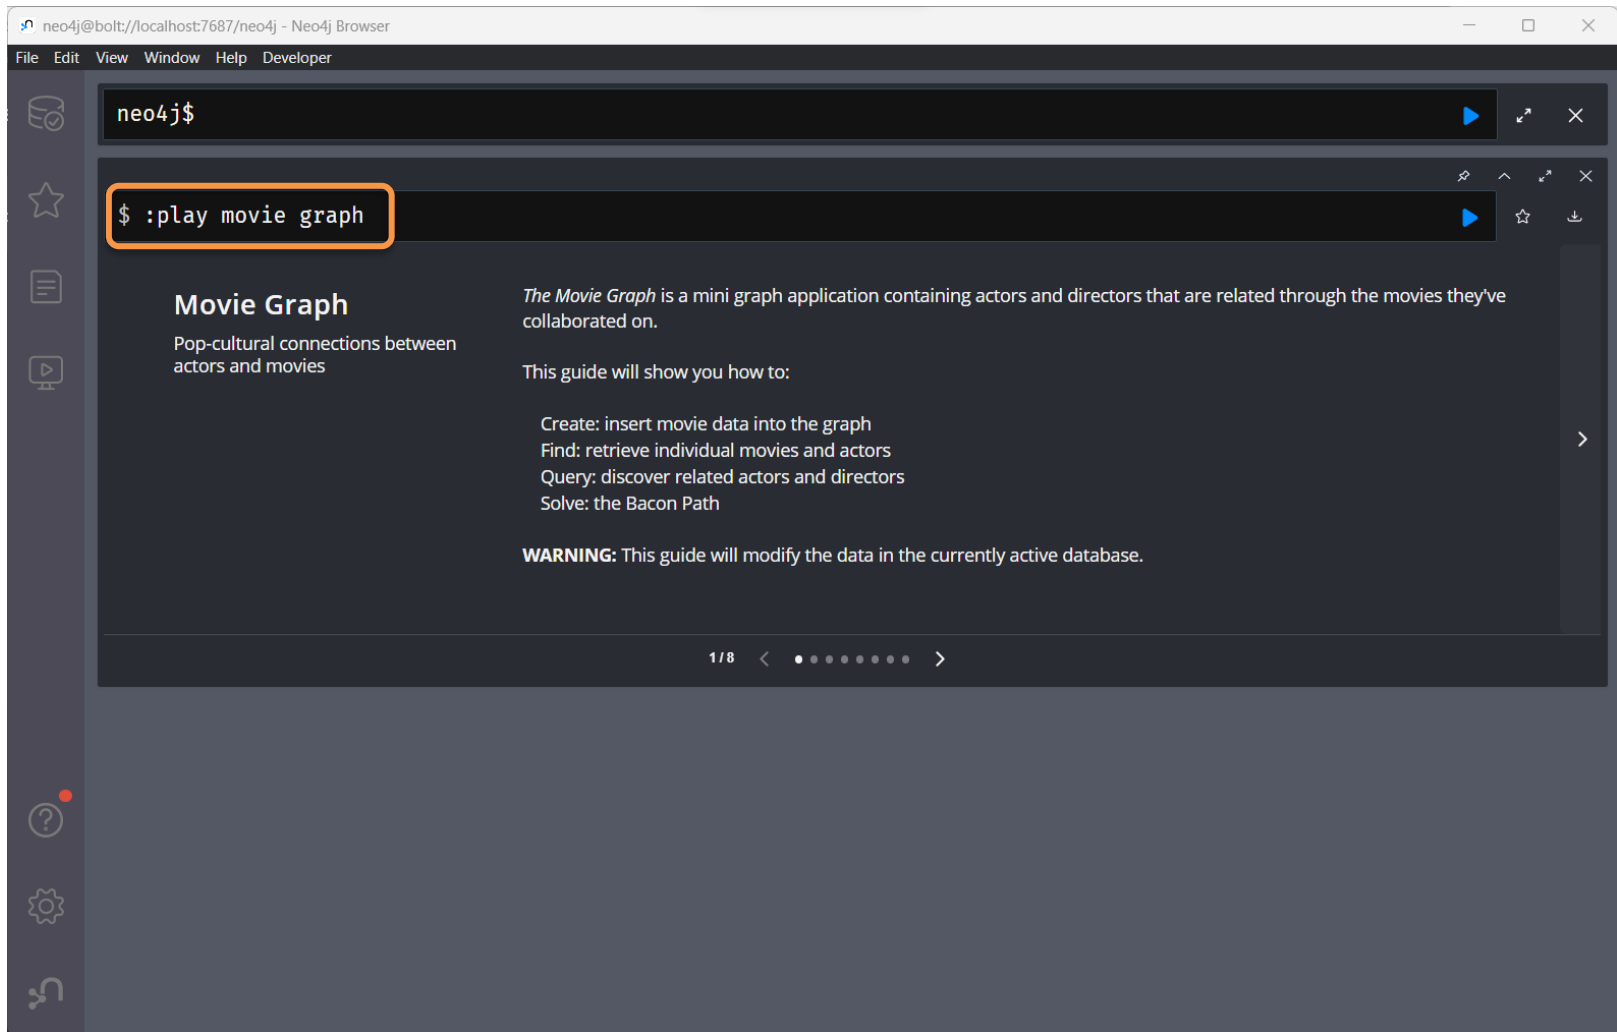 neo4j@bolt://localhost:7687/neo4j - Neo4j Browser
File Edit View Window Help Developer
neo4j$
$ :play movie graph
Movie Graph
Pop-cultural connections between
actors and movies
The Movie Graph is a mini graph application containing actors and directors that are related through the movies they've
collaborated on.
This guide will show you how to:
Create: insert movie data into the graph
Find: retrieve individual movies and actors
Query: discover related actors and directors
Solve: the Bacon Path
WARNING: This guide will modify the data in the currently active database.
1 / 8